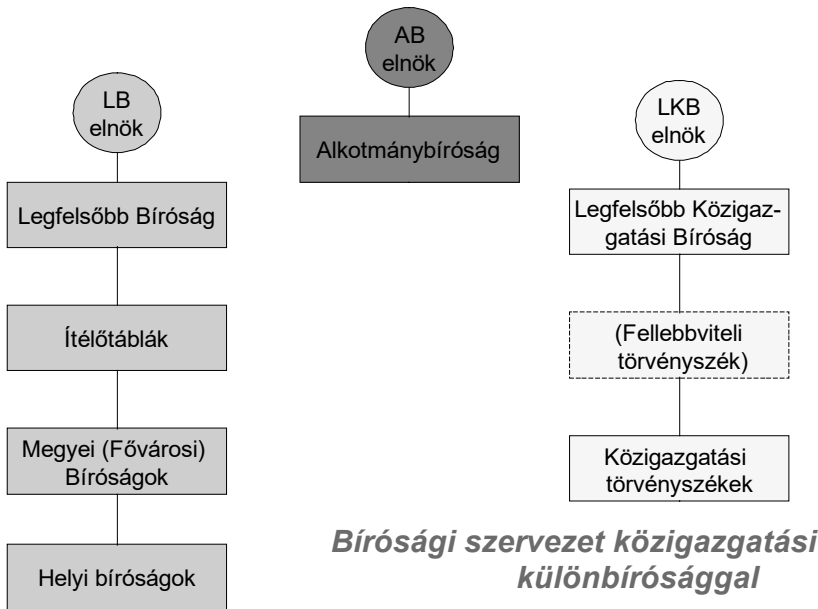 AB
elnök
Alkotmánybíróság
LB
elnök
Legfelsőbb Bíróság
Ítélőtáblák
Megyei (Fővárosi)
Bíróságok
Helyi bíróságok
LKB
elnök
Legfelsőbb Közigaz-
gatási Bíróság
(Fellebbviteli
törvényszék)
Közigazgatási
törvényszékek
Bírósági szervezet közigazgatási
különbírósággal